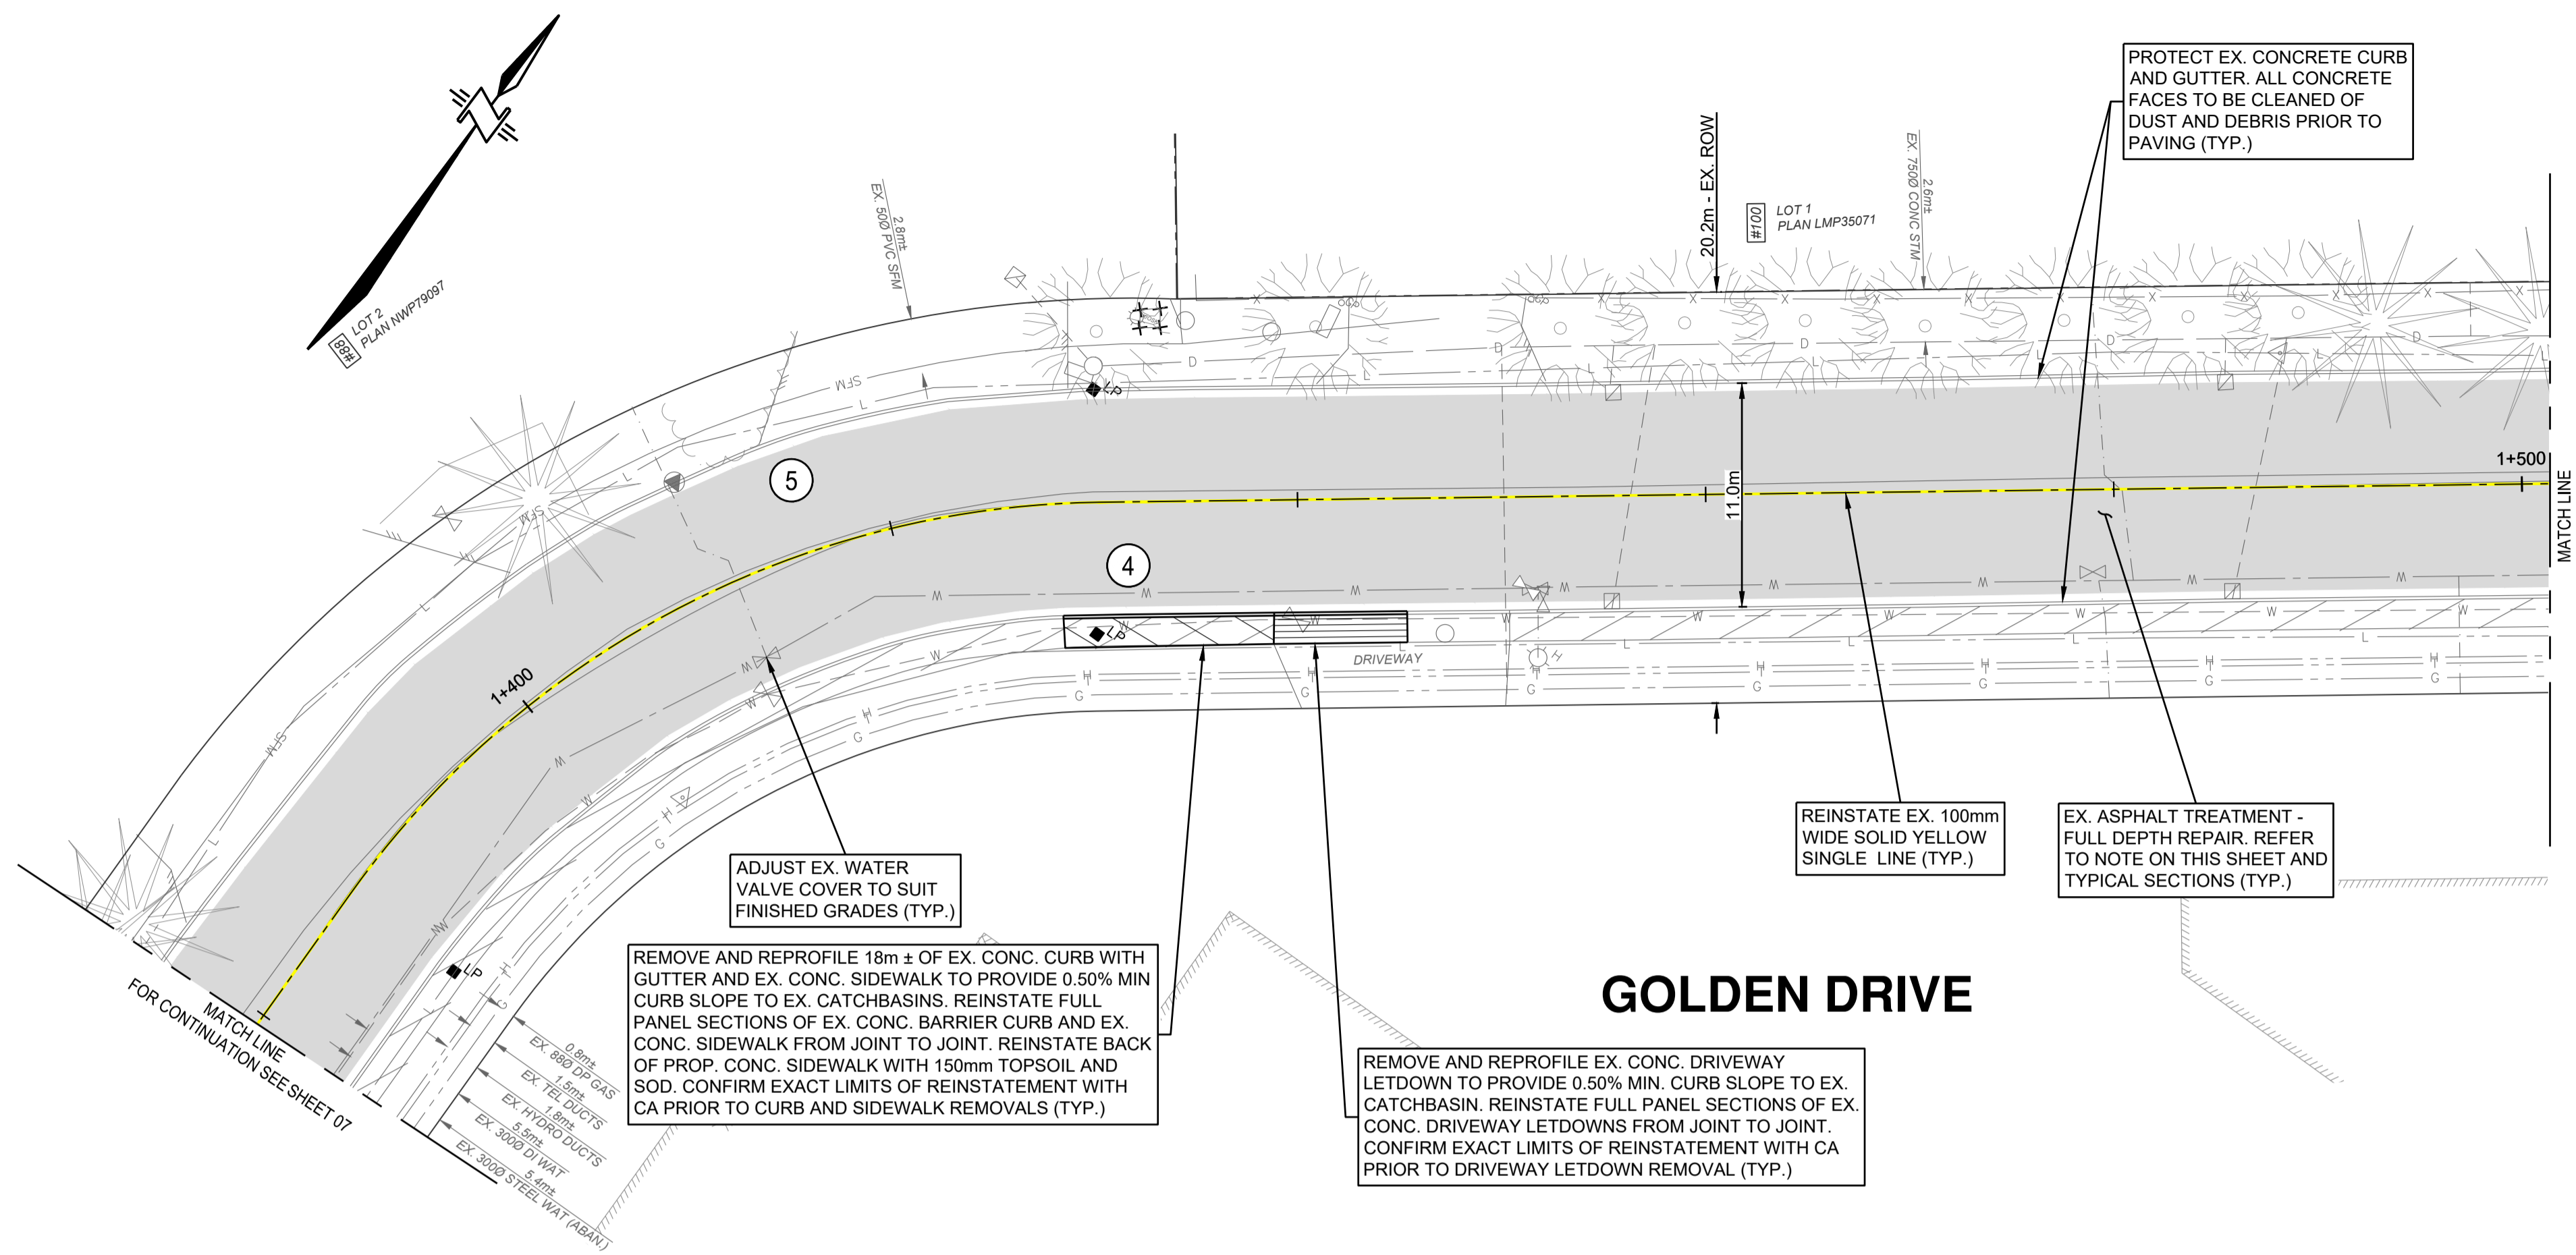 PROTECT EX. CONCRETE CURB
AND GUTTER. ALL CONCRETE
FACES TO BE CLEANED OF
DUST AND DEBRIS PRIOR TO
PAVING (TYP.)
20.2m - EX. ROW
#100
LOT 1
PLAN LMP35071
2.6m±
EX. 750Ø CONC STM
2.8m±
EX. 50Ø PVC SFM
#88
LOT 2
PLAN NWP79097
SFM
SFM
SFM
LP
5
4
11.0m
1+500
MATCH LINE
1+400
LP
DRIVEWAY
LP
ADJUST EX. WATER
VALVE COVER TO SUIT
FINISHED GRADES (TYP.)
REINSTATE EX. 100mm
WIDE SOLID YELLOW
SINGLE LINE (TYP.)
EX. ASPHALT TREATMENT -
FULL DEPTH REPAIR. REFER
TO NOTE ON THIS SHEET AND
TYPICAL SECTIONS (TYP.)
REMOVE AND REPROFILE 18m ± OF EX. CONC. CURB WITH
GUTTER AND EX. CONC. SIDEWALK TO PROVIDE 0.50% MIN
CURB SLOPE TO EX. CATCHBASINS. REINSTATE FULL
PANEL SECTIONS OF EX. CONC. BARRIER CURB AND EX.
CONC. SIDEWALK FROM JOINT TO JOINT. REINSTATE BACK
OF PROP. CONC. SIDEWALK WITH 150mm TOPSOIL AND
SOD. CONFIRM EXACT LIMITS OF REINSTATEMENT WITH
CA PRIOR TO CURB AND SIDEWALK REMOVALS (TYP.)
GOLDEN DRIVE
REMOVE AND REPROFILE EX. CONC. DRIVEWAY
LETDOWN TO PROVIDE 0.50% MIN. CURB SLOPE TO EX.
CATCHBASIN. REINSTATE FULL PANEL SECTIONS OF EX.
CONC. DRIVEWAY LETDOWNS FROM JOINT TO JOINT.
CONFIRM EXACT LIMITS OF REINSTATEMENT WITH CA
PRIOR TO DRIVEWAY LETDOWN REMOVAL (TYP.)
MATCH LINE
FOR CONTINUATION SEE SHEET 07
0.8m±
EX. 88Ø DP GAS
1.5m±
EX. TEL DUCTS
1.8m±
EX. HYDRO DUCTS
5.5m±
EX. 300Ø DI WAT
5.4m±
EX. 300Ø STEEL WAT (ABAN.)